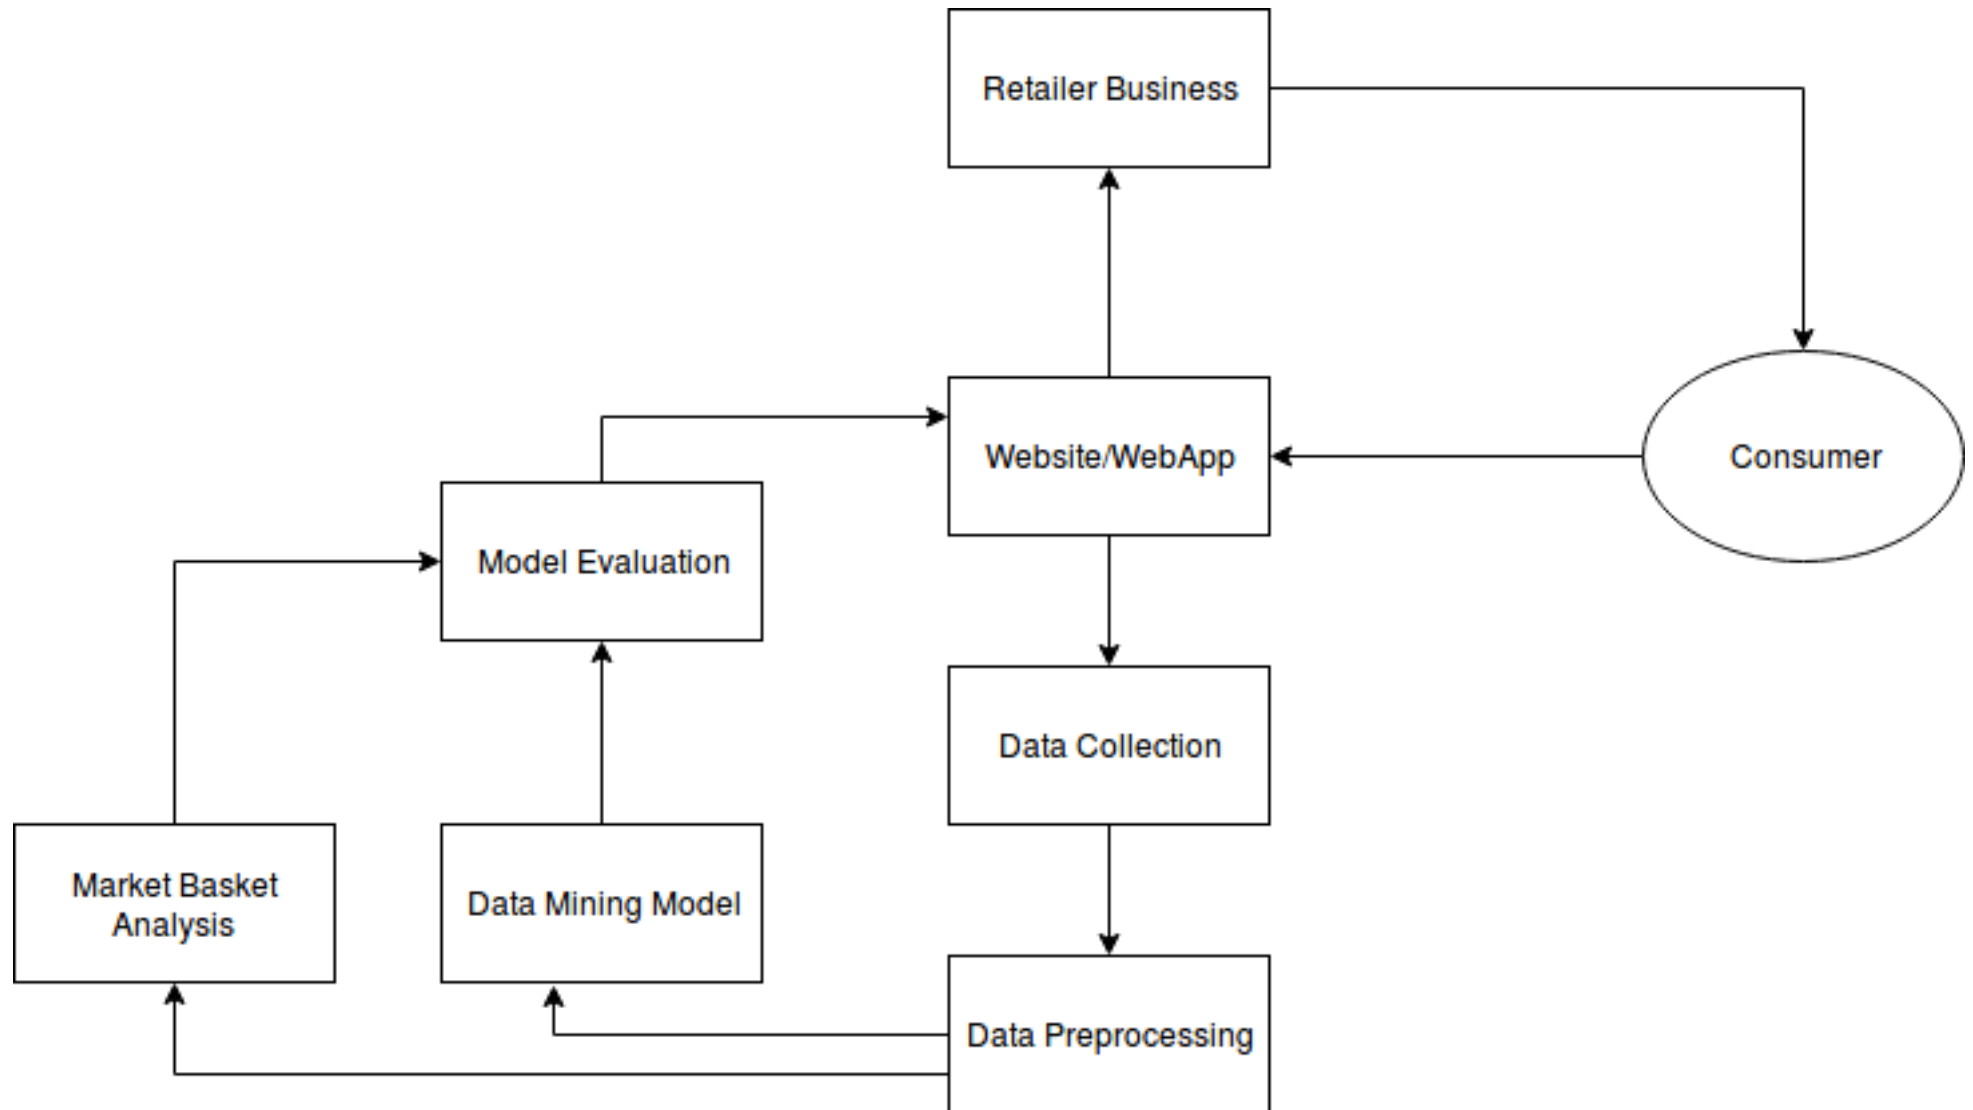 Retailer Business
Website/WebApp
Consumer
Model Evaluation
Data Collection
Market Basket
Analysis
Data Mining Model
Data Preprocessing